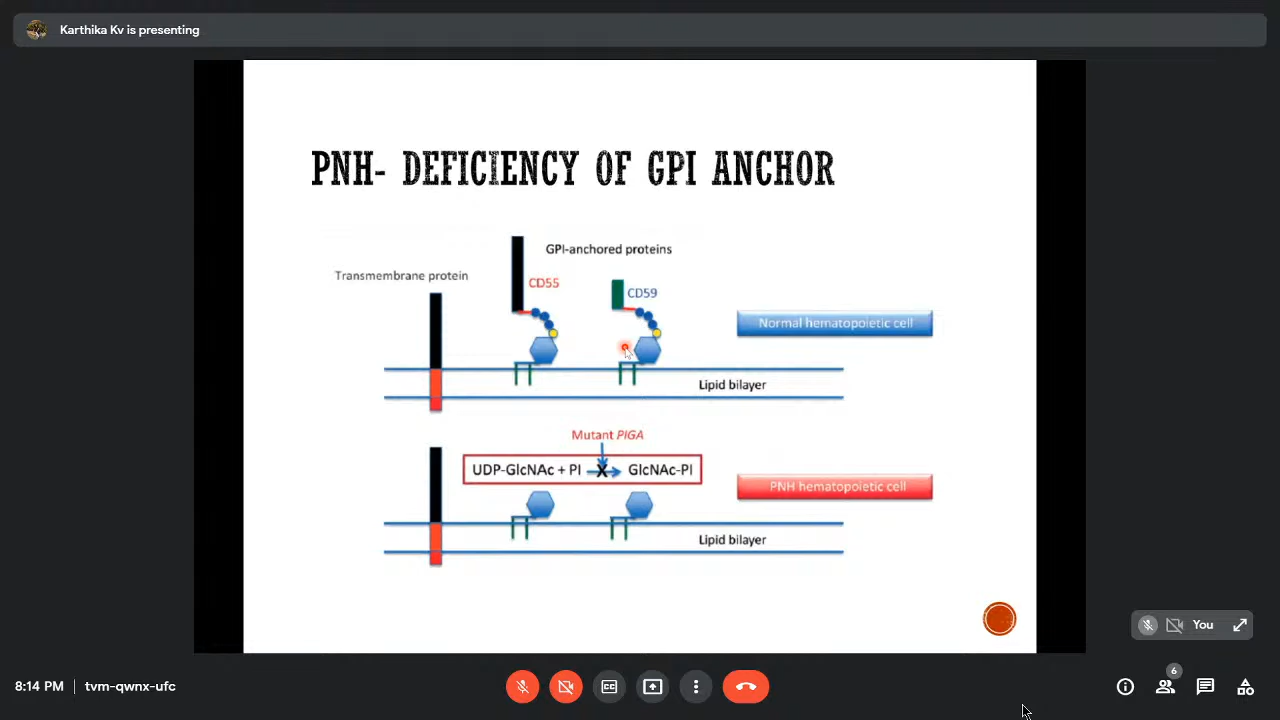 Karthika Kv is presenting
PNH- DEFICIENCY OF GPI ANCHOR
GPI-anchored proteins
Transmembrane protein
CD55
CD59
Normal hematopoietic cell
Lipid bilayer
Mutant PIGA
UDP-GlcNAc + PI X GlcNAc-PI
PNH hematopoietic cell
Lipid bilayer
You
8:14 PM | tvm-qwnx-ufc
CC
6